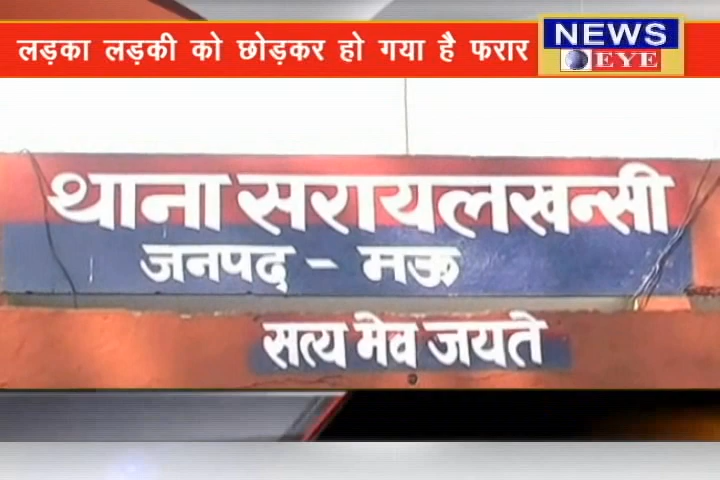 लड़का लड़की को छोड़कर हो गया है फरार
NEWS
EYE
थाना सरायलखन्सी
जनपद - मऊ
सत्य मेव जयते